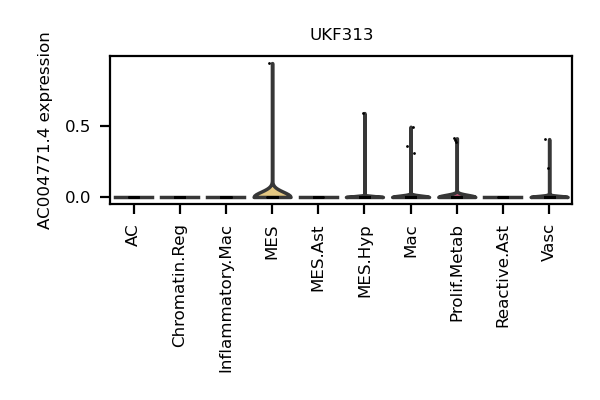 UKF313
AC004771.4 expression
0.5
0.0
AC
Chromatin.Reg
Inflammatory.Mac
MES
MES.Ast
MES.Hyp
Mac
Prolif.Metab
Reactive.Ast
Vasc